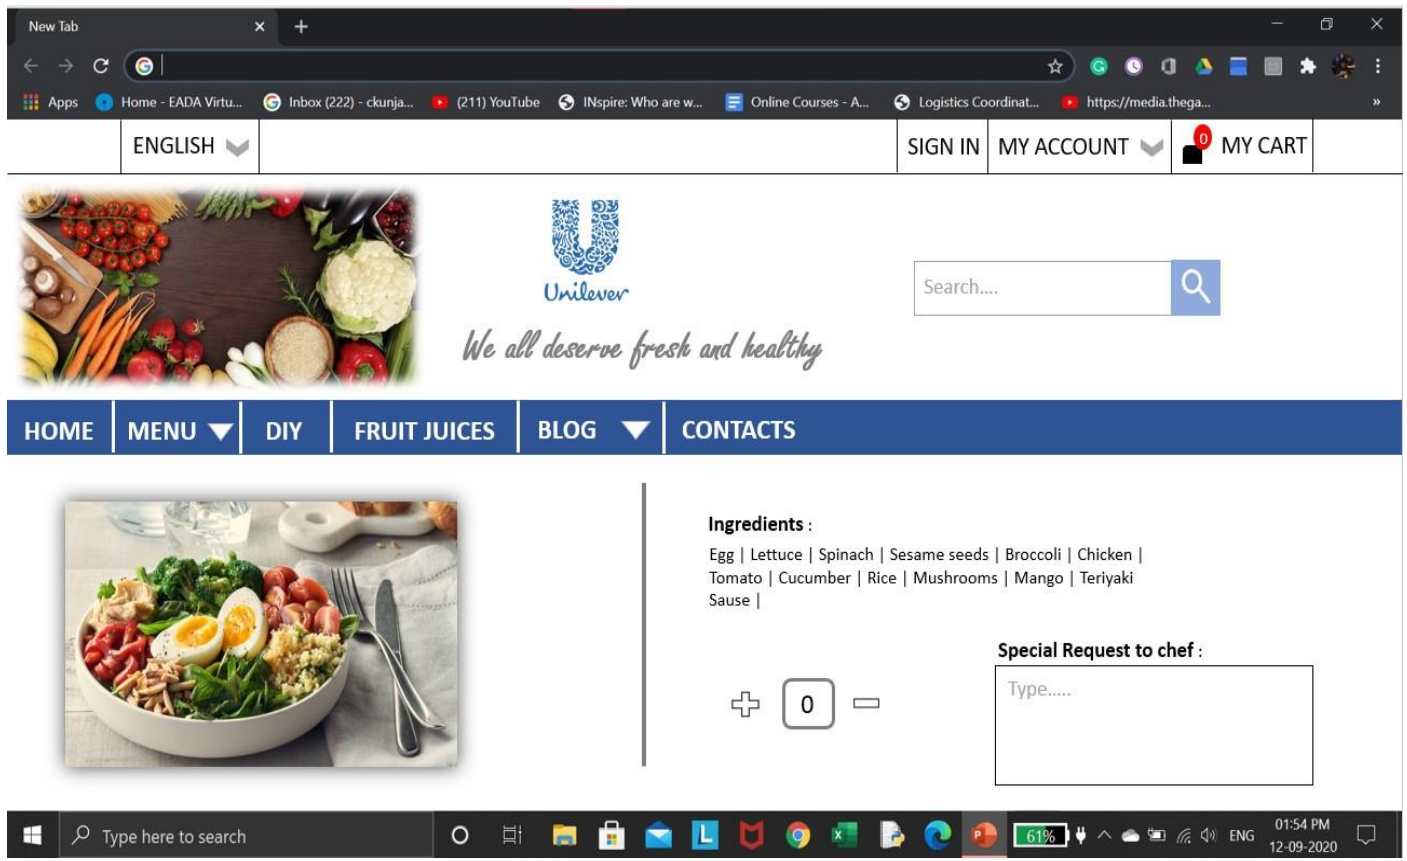 New Tab
Apps Home - EADA Virtu... Inbox (222) - ckunja... (211) YouTube INspire: Who are w... Online Courses - A... Logistics Coordinat... https://media.thega... »
ENGLISH SIGN IN MY ACCOUNT 0 MY CART
Unilever
Search....
We all deserve fresh and healthy
HOME MENU DIY FRUIT JUICES BLOG CONTACTS
Ingredients :
Egg | Lettuce | Spinach | Sesame seeds | Broccoli | Chicken |
Tomato | Cucumber | Rice | Mushrooms | Mango | Teriyaki
Sause |
Special Request to chef :
Type.....
0
Type here to search 61% ENG 01:54 PM
12-09-2020